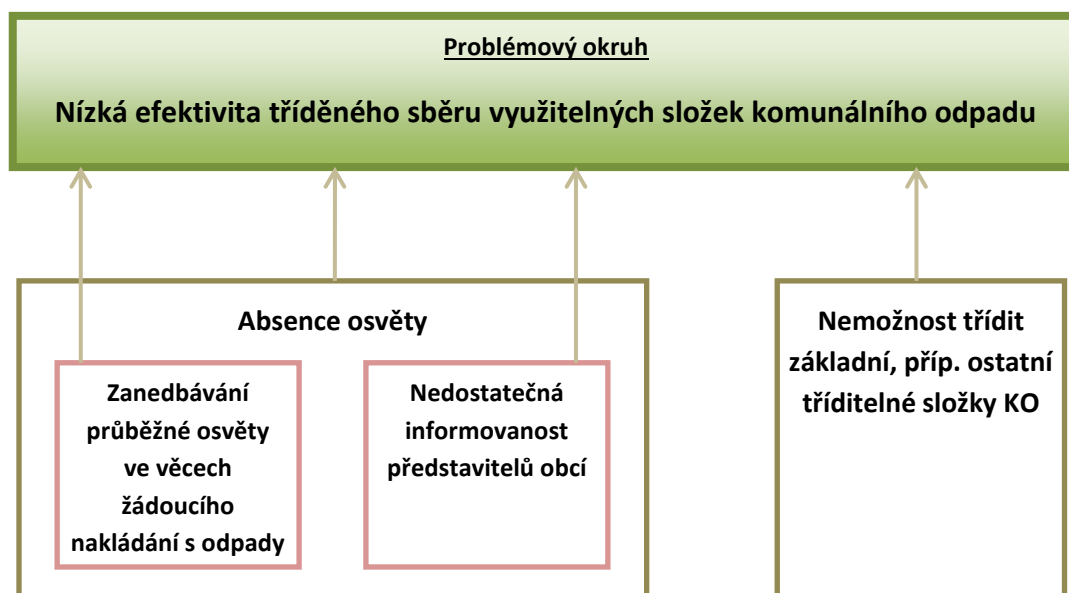 Problémový okruh
Nízká efektivita tříděného sběru využitelných složek komunálního odpadu
Absence osvěty
Zanedbávání
průběžné osvěty
ve věcech
žádoucího
nakládání s odpady
Nedostatečná
informovanost
představitelů obcí
Nemožnost třídit
základní, příp. ostatní
tříditelné složky KO